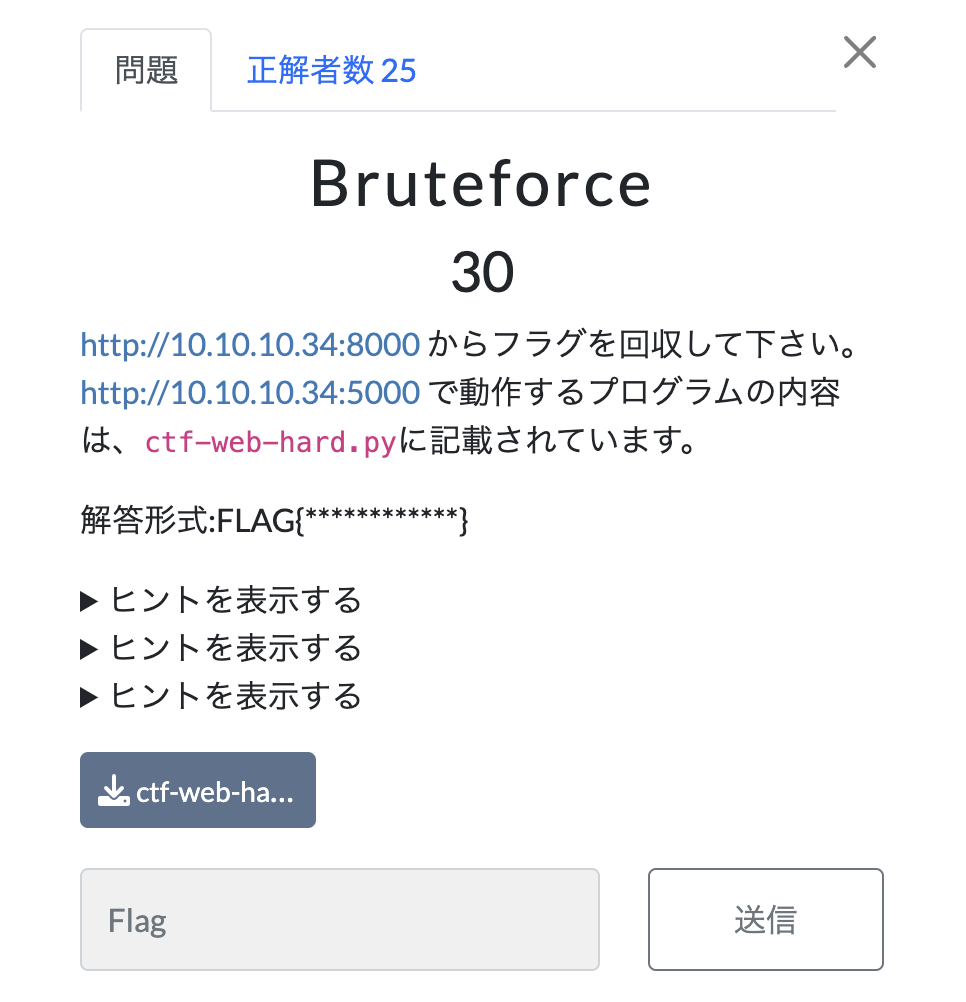 問題
正解者数 25
Bruteforce
30
http://10.10.10.34:8000 からフラグを回収して下さい。
http://10.10.10.34:5000 で動作するプログラムの内容
は、ctf-web-hard.pyに記載されています。
解答形式:FLAG{************}
▶ ヒントを表示する
▶ ヒントを表示する
▶ ヒントを表示する
ctf-web-ha...
Flag
送信